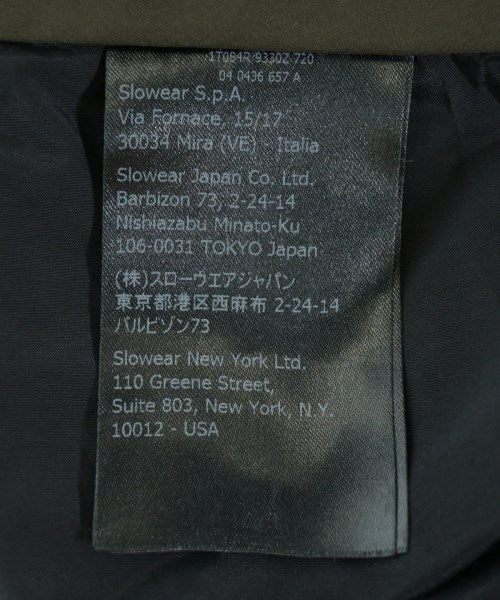 1T084R/9330Z 720
04 0436 657 A
Slowear S.p.A.
Via Fornace, 15/17
30034 Mira (VE) - Italia
Slowear Japan Co. Ltd.
Barbizon 73, 2-24-14
Nishiazabu Minato-Ku
106-0031 TOKYO Japan
(株)スローウエアジャパン
東京都港区西麻布 2-24-14
バルビゾン73
Slowear New York Ltd.
110 Greene Street,
Suite 803, New York, N.Y.
10012 - USA